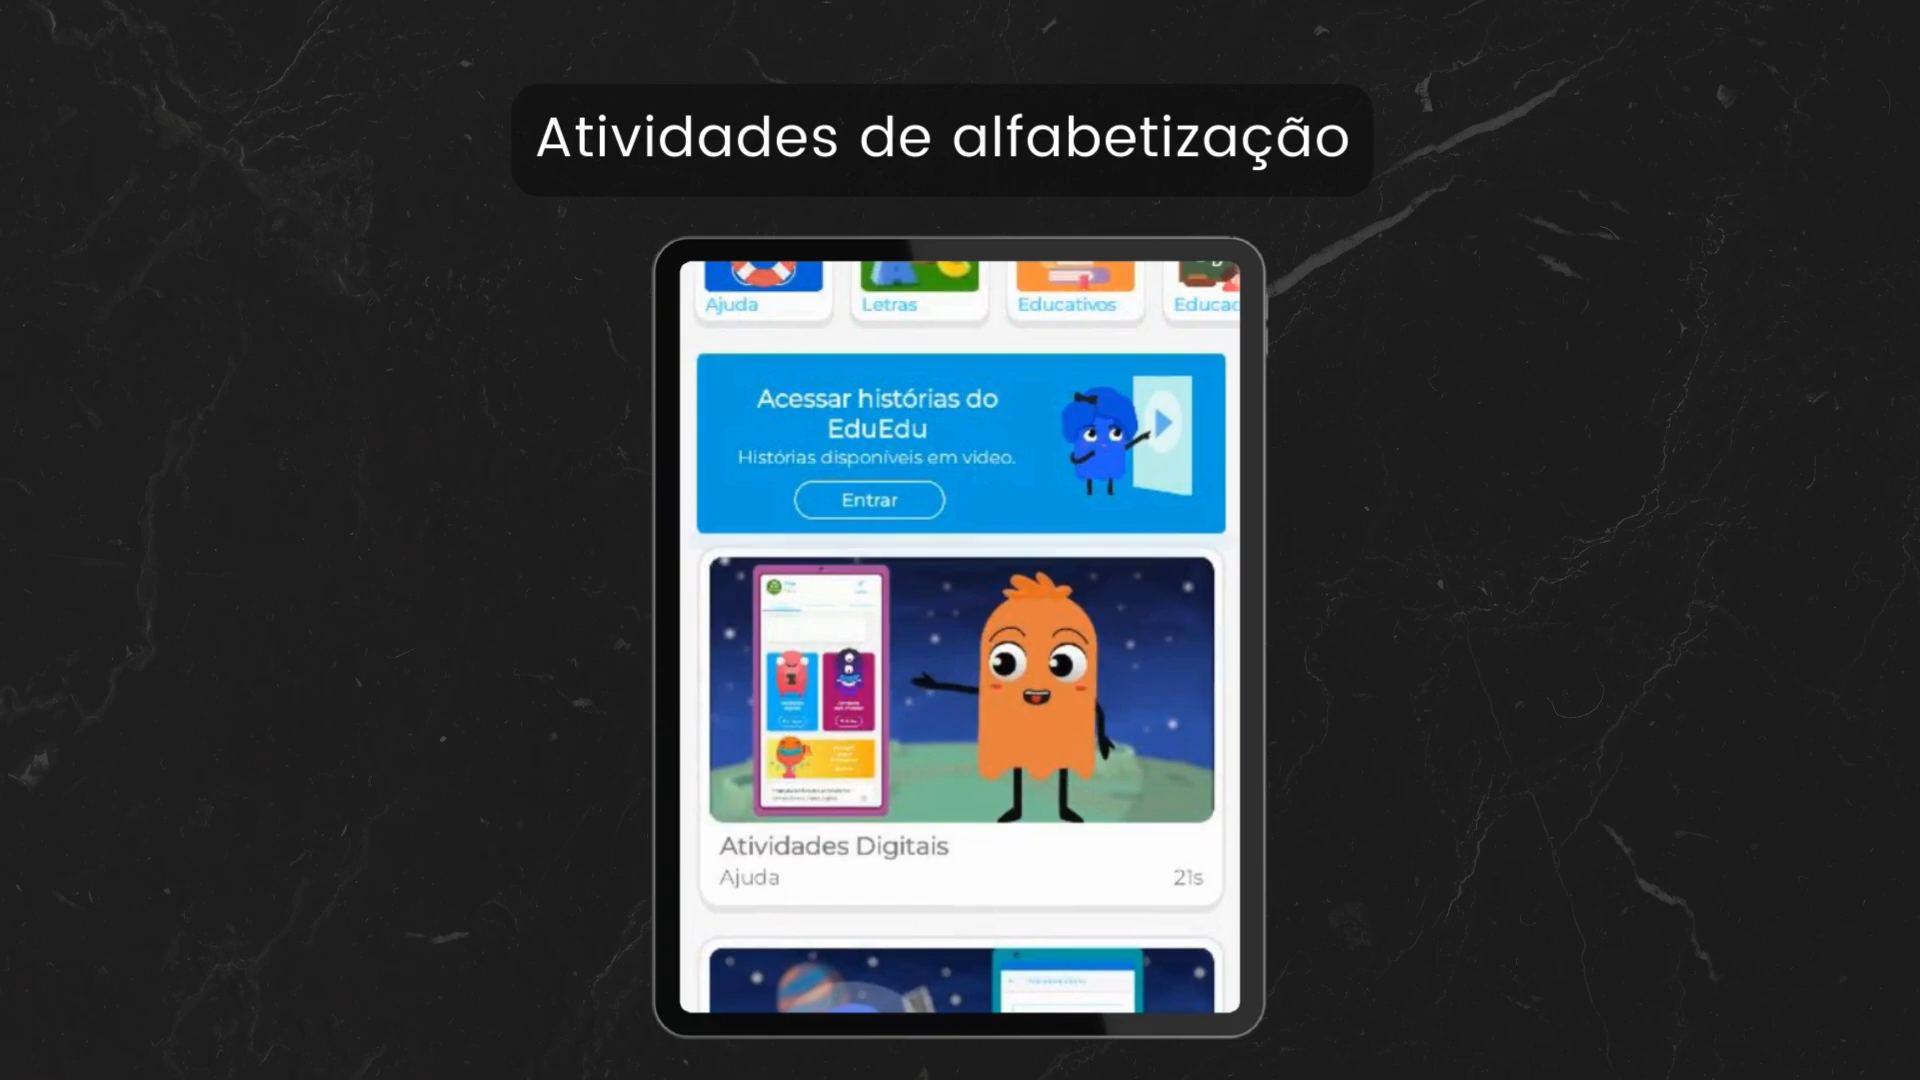 Atividades de alfabetização
Ajuda
Letras
Educativos
Educac
Acessar histórias do
EduEdu
Histórias disponíveis em vídeo.
Entrar
Atividades Digitais
Ajuda
21s